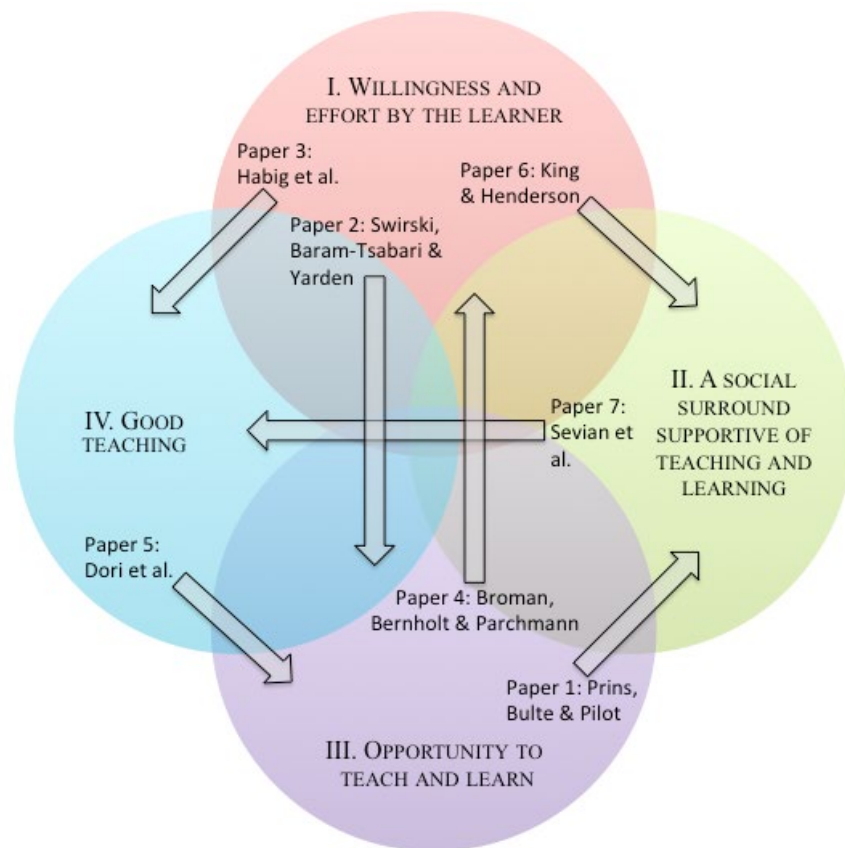 I. WILLINGNESS AND
EFFORT BY THE LEARNER
Paper 3:
Habig et al.
Paper 6: King
& Henderson
Paper 2: Swirski,
Baram-Tsabari &
Yarden
IV. GOOD
TEACHING
Paper 7:
Sevian et
al.
II. A SOCIAL
SURROUND
SUPPORTIVE OF
TEACHING AND
LEARNING
Paper 5:
Dori et al.
Paper 4: Broman,
Bernholt & Parchmann
Paper 1: Prins,
Bulte & Pilot
III. OPPORTUNITY TO
TEACH AND LEARN